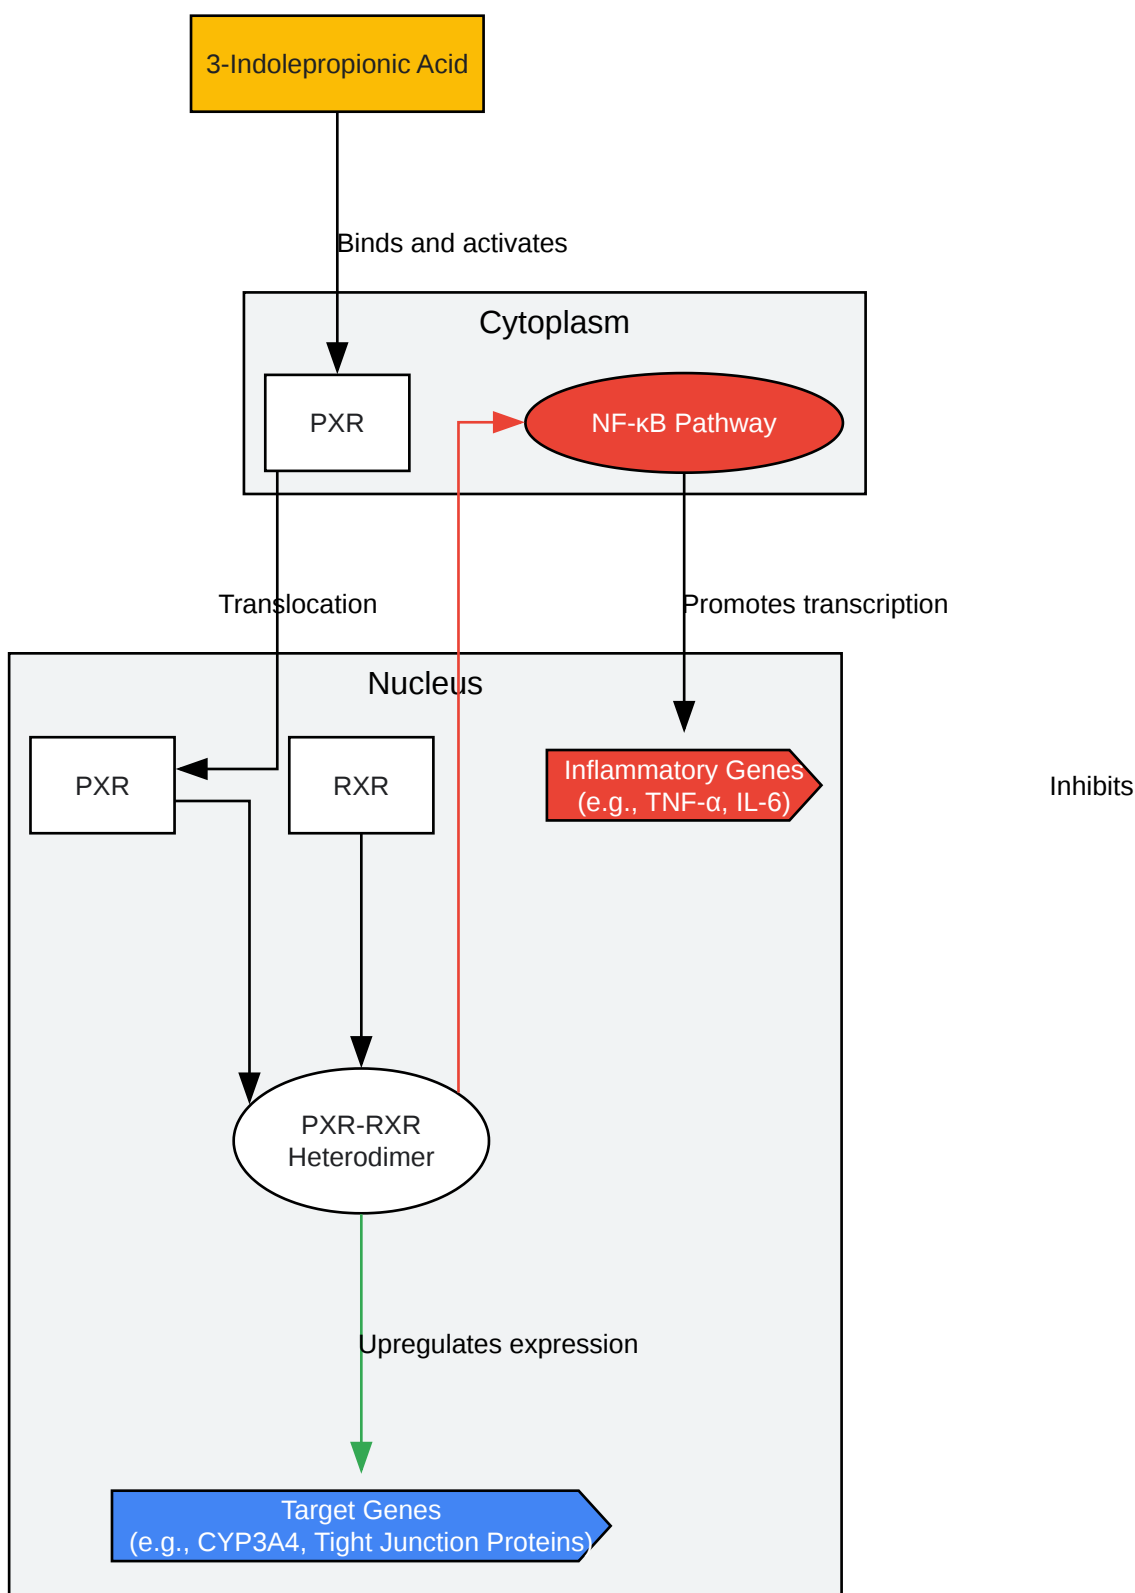 3-Indolepropionic Acid
Binds and activates
Cytoplasm
PXR
NF-κB Pathway
Translocation
Promotes transcription
Nucleus
PXR
RXR
Inflammatory Genes
(e.g., TNF-α, IL-6)
Inhibits
PXR-RXR
Heterodimer
Upregulates expression
Target Genes
(e.g., CYP3A4, Tight Junction Proteins)